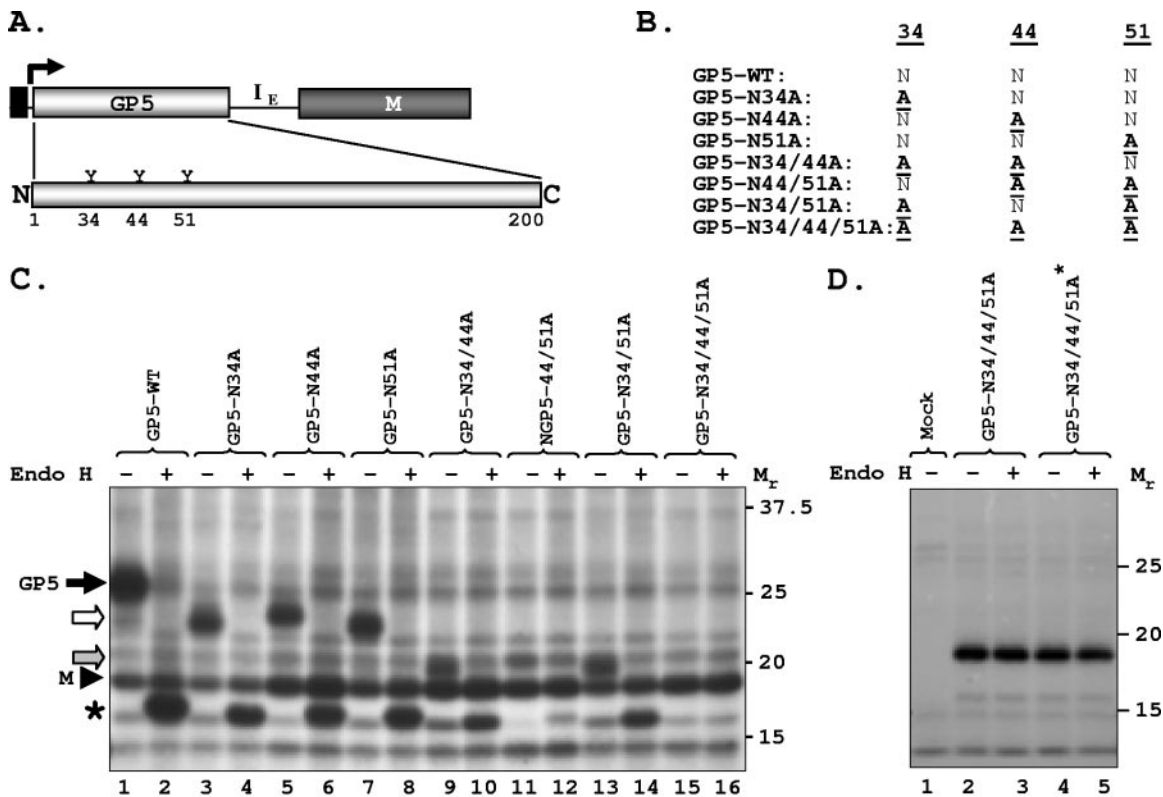 A.
GP5
I E
M
Y Y Y
N C
1 34 44 51 200
B.
34 44 51
GP5-WT: N N N
GP5-N34A: A N N
GP5-N44A: N A N
GP5-N51A: N N A
GP5-N34/44A: A A N
GP5-N44/51A: N A A
GP5-N34/51A: A N A
GP5-N34/44/51A: A A A
C.
GP5-WT
GP5-N34A
GP5-N44A
GP5-N51A
GP5-N34/44A
NGP5-44/51A
GP5-N34/51A
GP5-N34/44/51A
Endo H - + - + - + - + - + - + - + - + Mr
37.5
GP5
25
20
M
*
15
1 2 3 4 5 6 7 8 9 10 11 12 13 14 15 16
D.
Mock
GP5-N34/44/51A
GP5-N34/44/51A*
Endo H - - + - + Mr
25
20
15
1 2 3 4 5